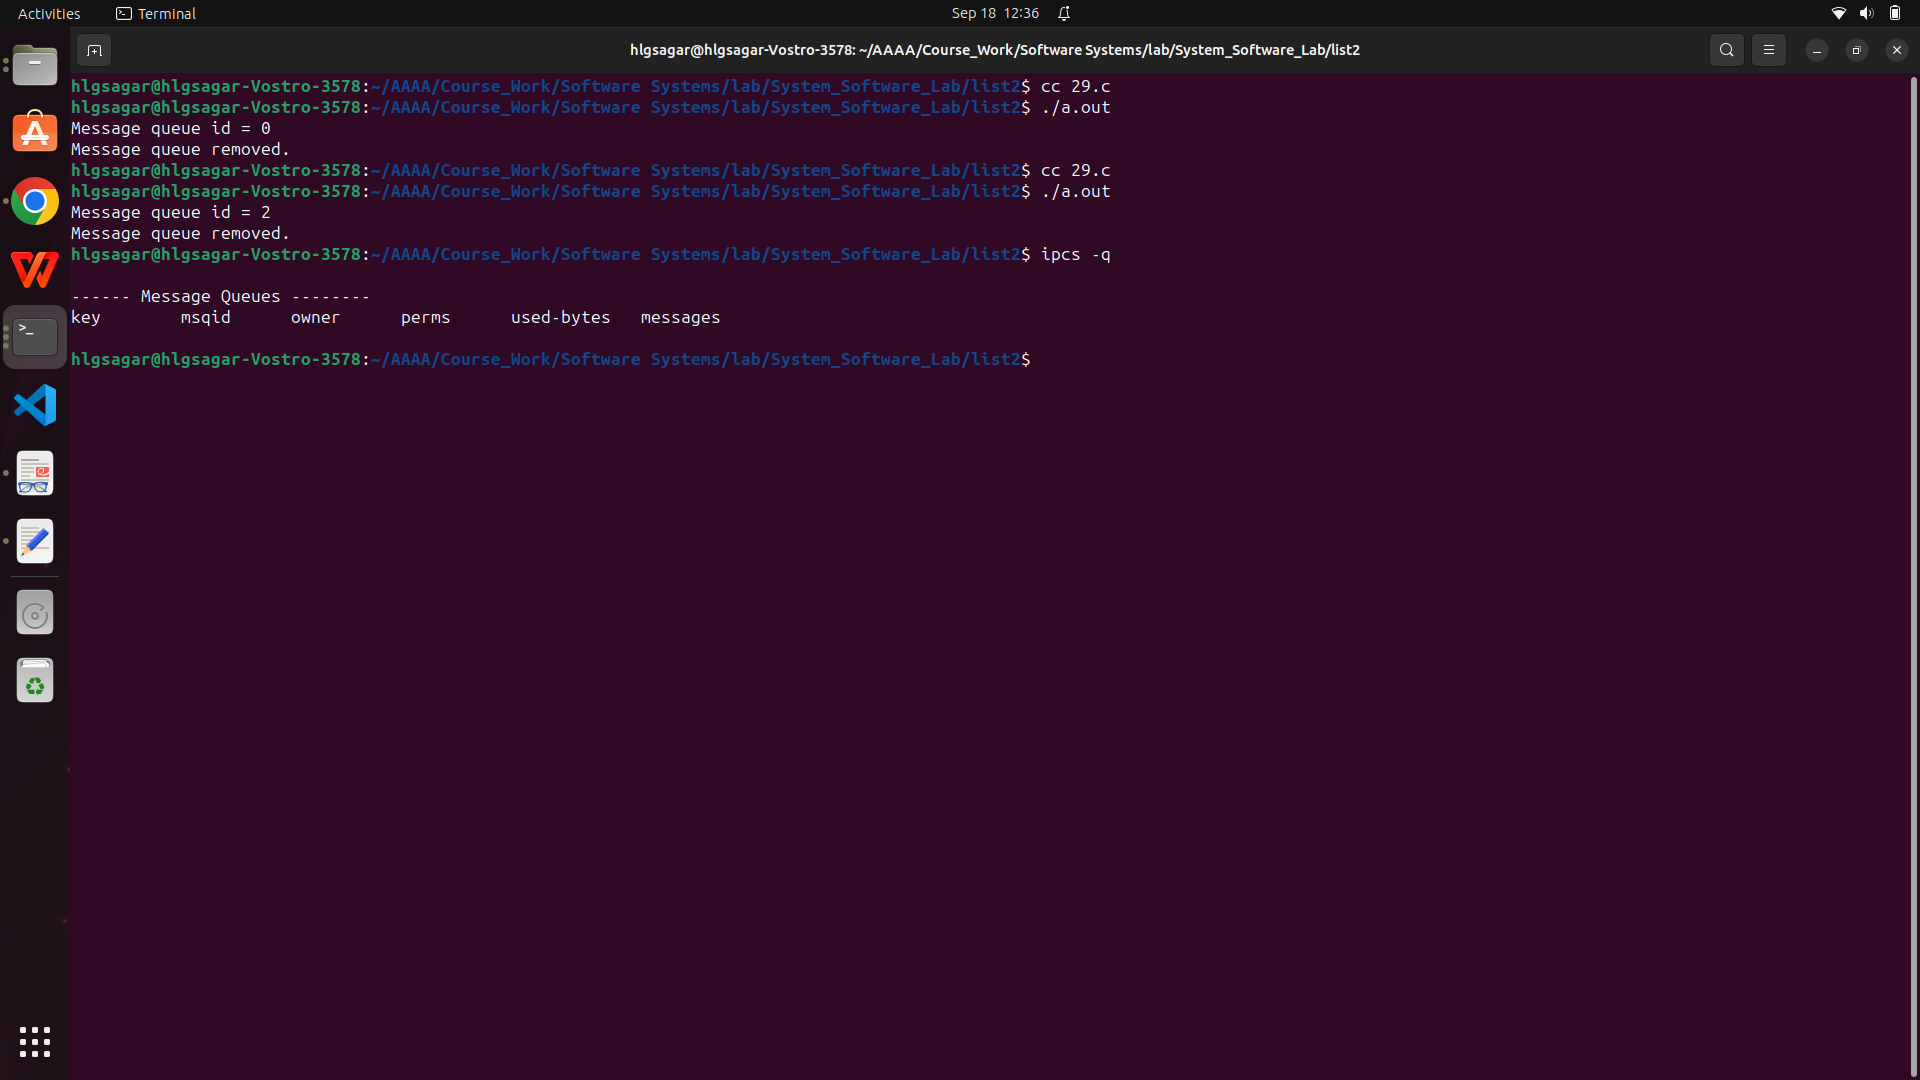 Activities Terminal Sep 18 12:36
hlgsagar@hlgsagar-Vostro-3578: ~/AAAA/Course_Work/Software Systems/lab/System_Software_Lab/list2
hlgsagar@hlgsagar-Vostro-3578:~/AAAA/Course_Work/Software Systems/lab/System_Software_Lab/list2$ cc 29.c
hlgsagar@hlgsagar-Vostro-3578:~/AAAA/Course_Work/Software Systems/lab/System_Software_Lab/list2$ ./a.out
Message queue id = 0
Message queue removed.
hlgsagar@hlgsagar-Vostro-3578:~/AAAA/Course_Work/Software Systems/lab/System_Software_Lab/list2$ cc 29.c
hlgsagar@hlgsagar-Vostro-3578:~/AAAA/Course_Work/Software Systems/lab/System_Software_Lab/list2$ ./a.out
Message queue id = 2
Message queue removed.
hlgsagar@hlgsagar-Vostro-3578:~/AAAA/Course_Work/Software Systems/lab/System_Software_Lab/list2$ ipcs -q
------ Message Queues --------
key msqid owner perms used-bytes messages
hlgsagar@hlgsagar-Vostro-3578:~/AAAA/Course_Work/Software Systems/lab/System_Software_Lab/list2$